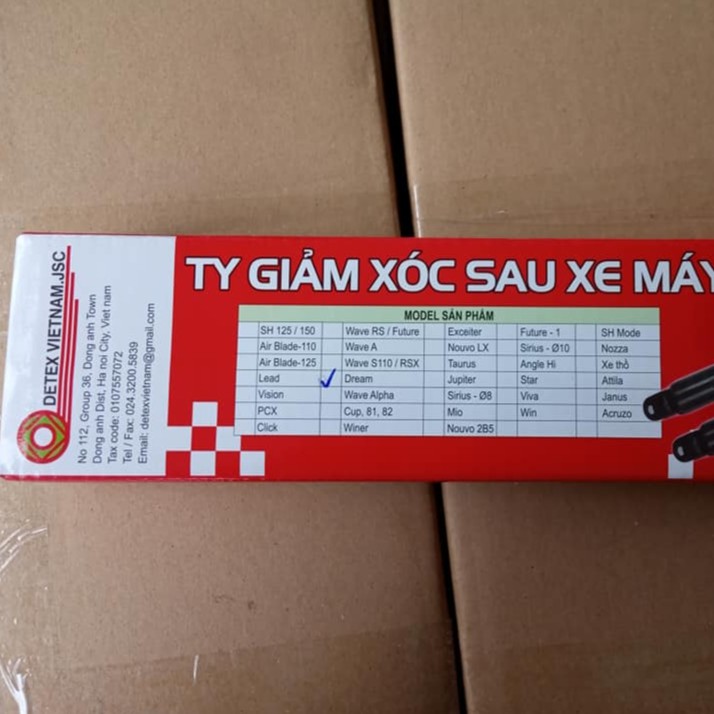 DETEX VIETNAM.JSC
No 112, Group 36, Dong anh Town
Dong anh Dist, Ha noi City, Viet nam
Tax code: 0107557072
Tel / Fax: 024.3200.5839
Email: detexvietnam@gmail.com
TY GIẢM XÓC SAU XE MÁY
MODEL SẢN PHẨM
SH 125 / 150 Wave RS / Future Exceiter Future - 1 SH Mode
Air Blade-110 Wave A Nouvo LX Sirius - Ø10 Nozza
Air Blade-125 Wave S110 / RSX Taurus Angle Hi Xe thồ
Lead ✓ Dream Jupiter Star Attila
Vision Wave Alpha Sirius - Ø8 Viva Janus
PCX Cup, 81, 82 Mio Win Acruzo
Click Winer Nouvo 2B5